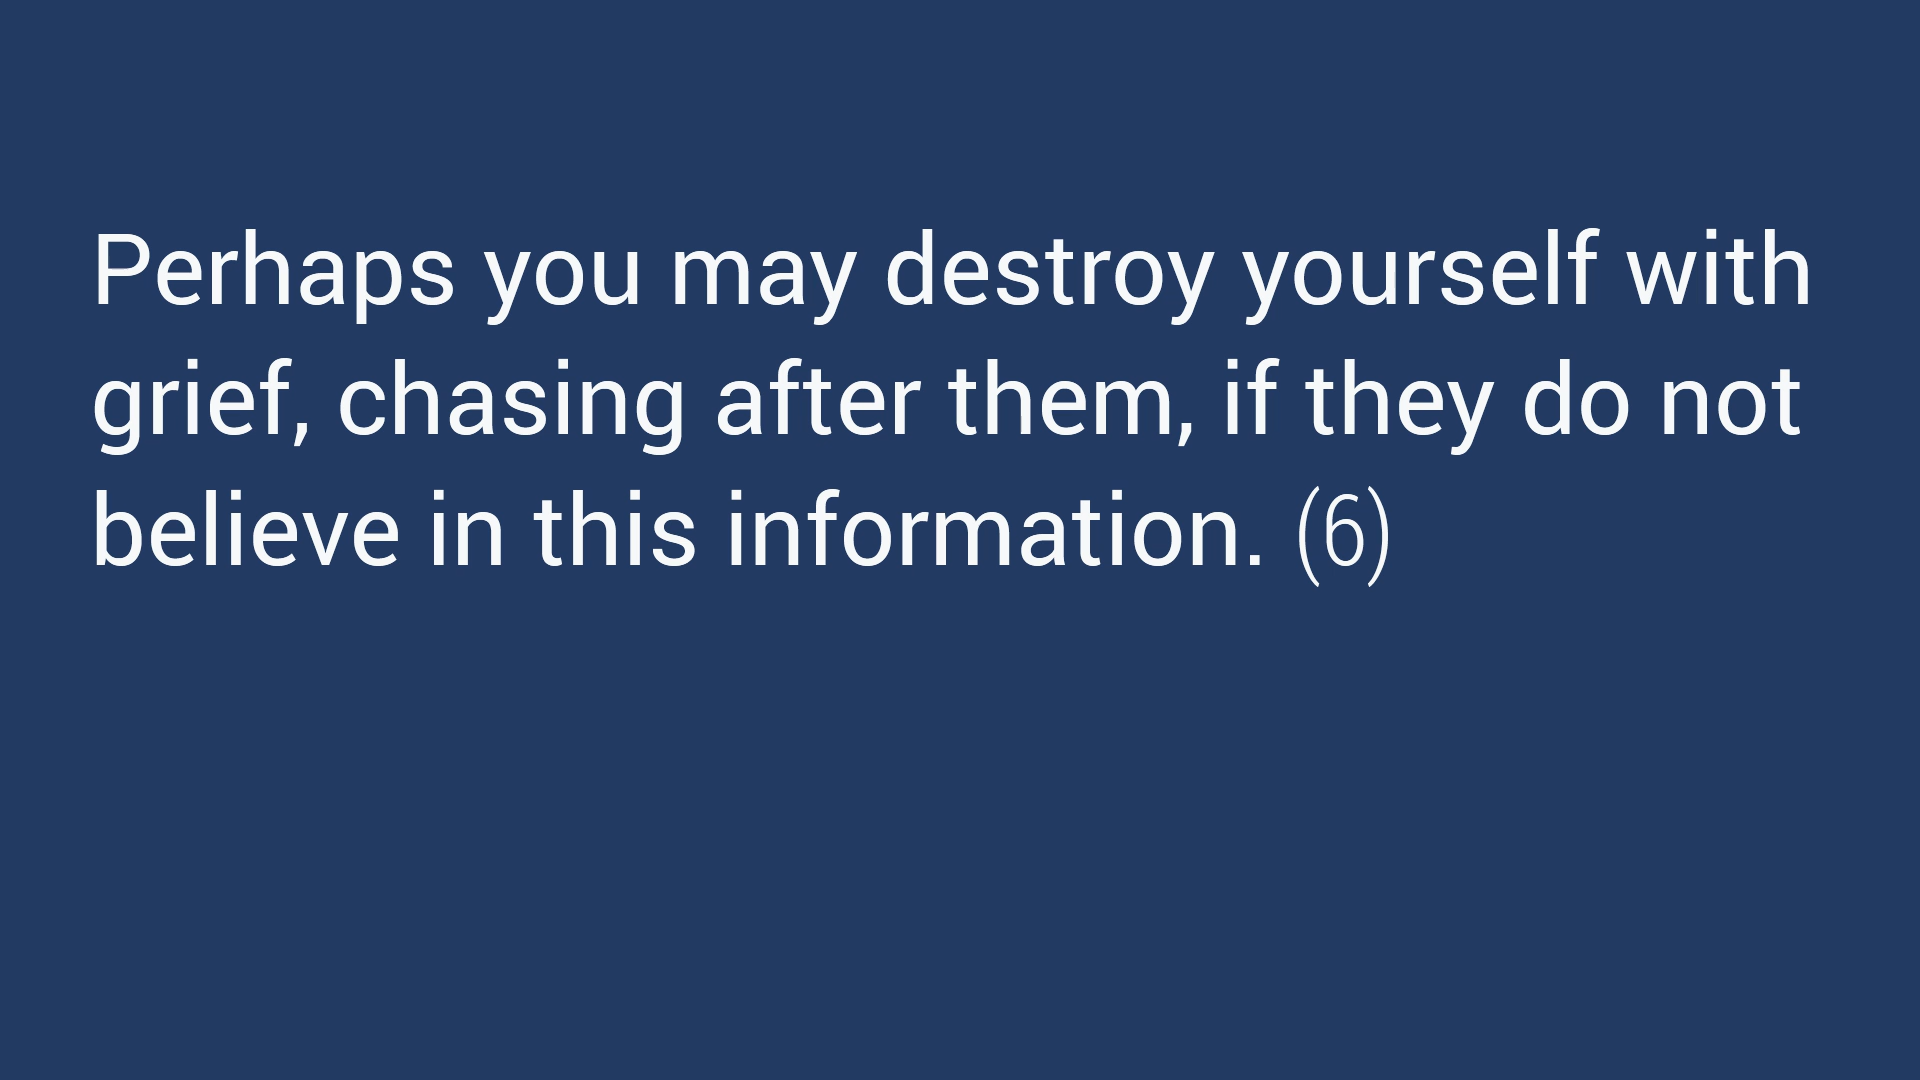 Perhaps you may destroy yourself with
grief, chasing after them, if they do not
believe in this information. (6)